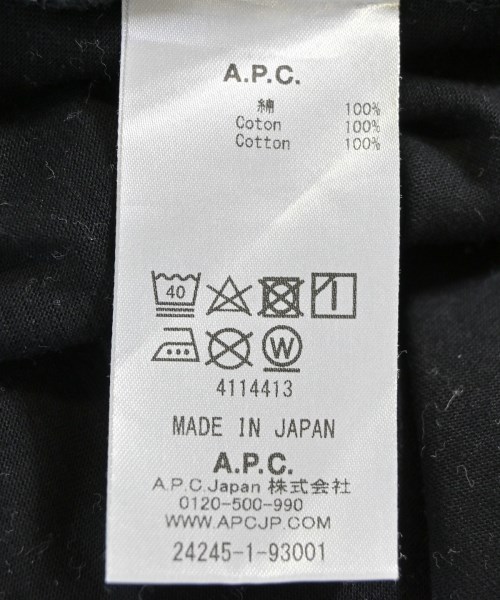 A.P.C.
綿 100%
Coton 100%
Cotton 100%
40
W
4114413
MADE IN JAPAN
A.P.C.
A.P.C.Japan 株式会社
0120-500-990
WWW.APCJP.COM
24245-1-93001